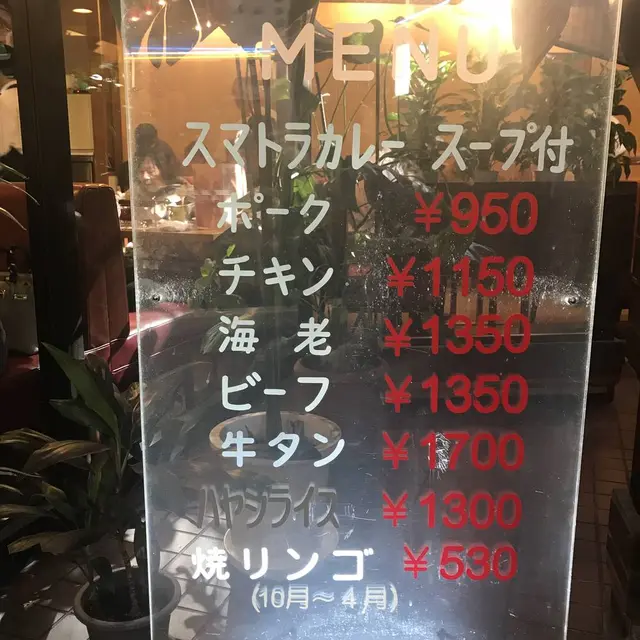 MENU
スマトラカレー スープ付
ポーク ￥950
チキン ￥1150
海 老 ￥1350
ビーフ ￥1350
牛タン ￥1700
ハヤシライス ￥1300
焼リンゴ ￥530
(10月～4月)